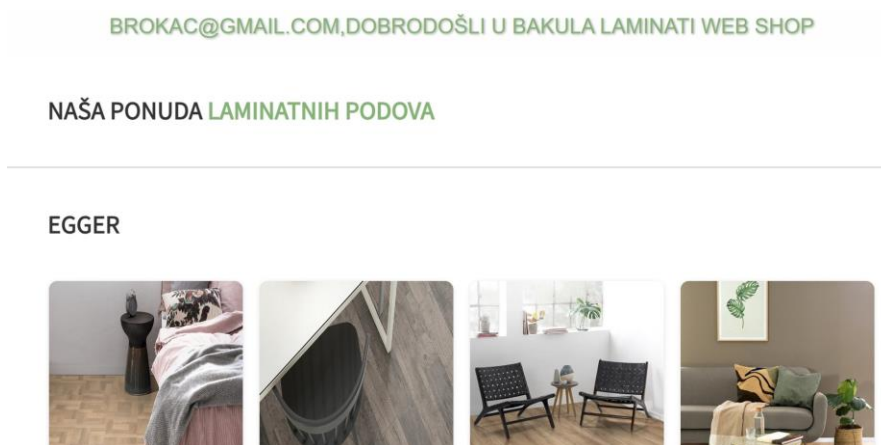 BROKAC@GMAIL.COM,DOBRODOŠLI U BAKULA LAMINATI WEB SHOP
NAŠA PONUDA LAMINATNIH PODOVA
EGGER